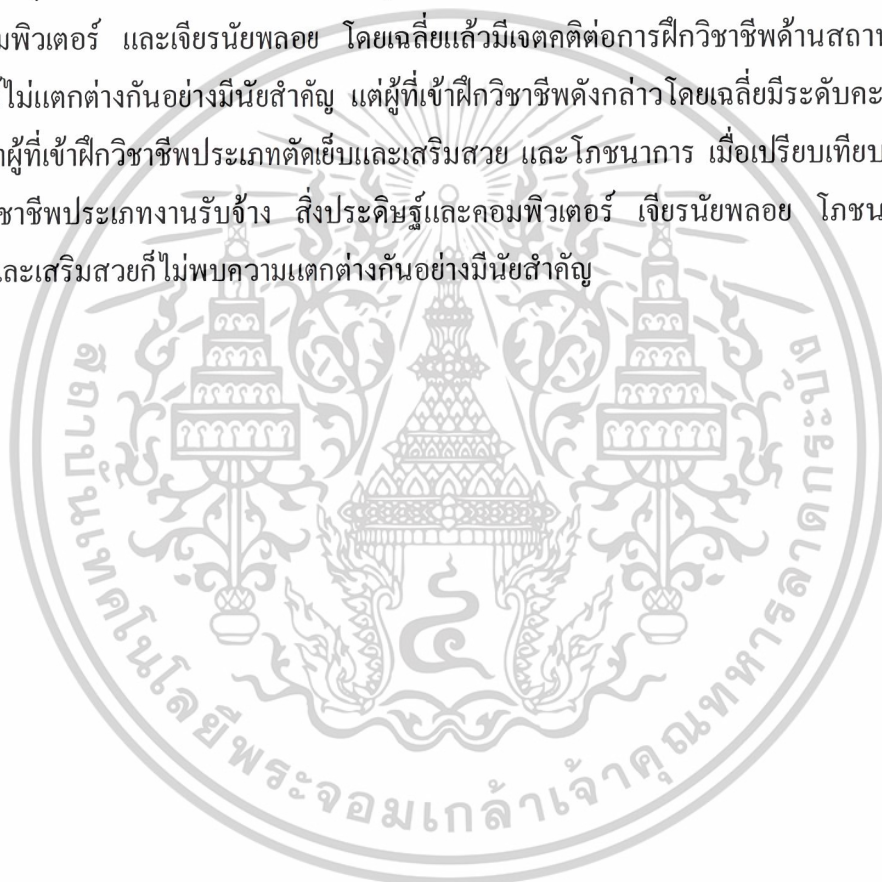 มพิวเตอร์ และเจียรนัยพลอย โดยเฉลี่ยแล้วมีเจตคติต่อการฝึกวิชาชีพด้านสถาน
ไม่แตกต่างกันอย่างมีนัยสำคัญ แต่ผู้ที่เข้าฝึกวิชาชีพดังกล่าวโดยเฉลี่ยมีระดับคะ
ผู้ที่เข้าฝึกวิชาชีพประเภทตัดเย็บและเสริมสวย และโภชนาการ เมื่อเปรียบเทียบ
ชาชีพประเภทงานรับจ้าง สิ่งประดิษฐ์และคอมพิวเตอร์ เจียรนัยพลอย โภชน
และเสริมสวยก็ไม่พบความแตกต่างกันอย่างมีนัยสำคัญ
สถาบันเทคโนโลยีพระจอมเกล้าเจ้าคุณทหารลาดกระบัง